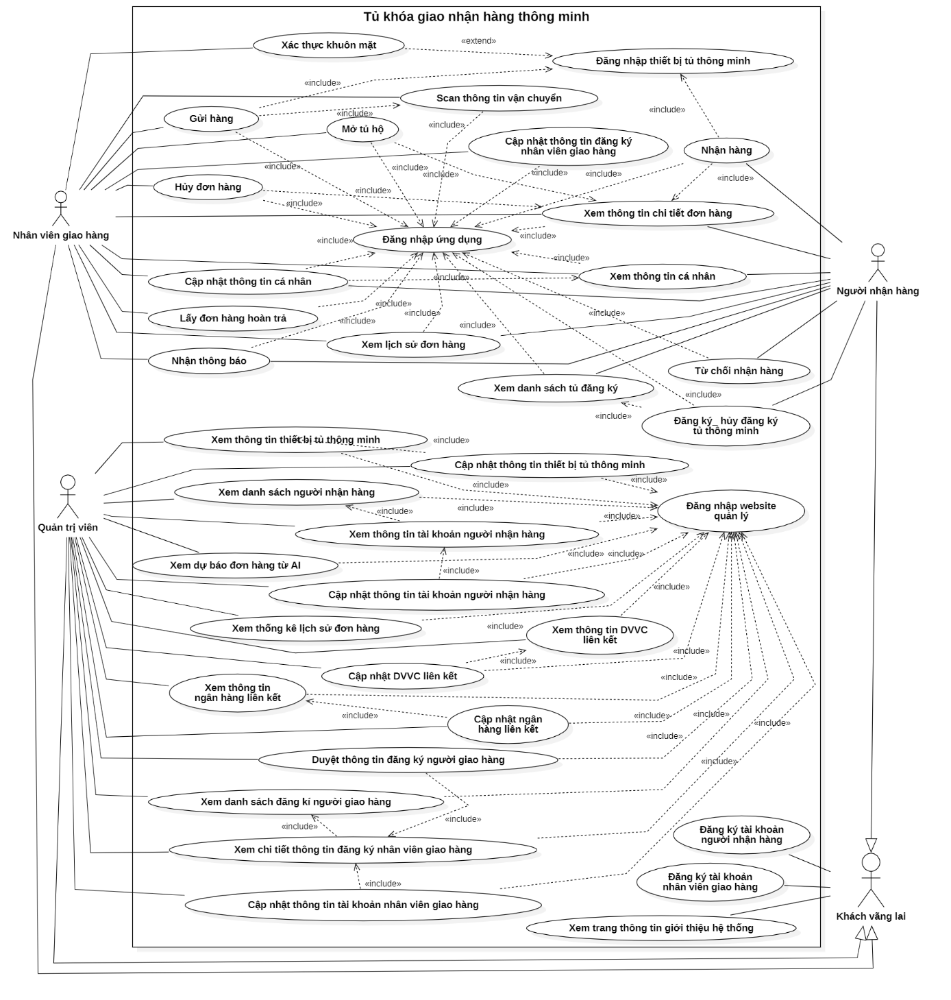 Tủ khóa giao nhận hàng thông minh
«extend»
Xác thực khuôn mặt
Đăng nhập thiết bị tủ thông minh
«include»
Scan thông tin vận chuyển
«include»
«include»
Gửi hàng
«include»
Mở tủ hộ
Cập nhật thông tin đăng ký
nhân viên giao hàng
Nhận hàng
«include»
«include»
«include»
«include»
«include»
«include»
Hủy đơn hàng
«include»
«include»
Xem thông tin chi tiết đơn hàng
Nhân viên giao hàng
«include»
Đăng nhập ứng dụng
«include»
«include»
Cập nhật thông tin cá nhân
«include»
Xem thông tin cá nhân
Người nhận hàng
«include»
«include»
«include»
Lấy đơn hàng hoàn trả
«include»
«include»
Xem lịch sử đơn hàng
Nhận thông báo
Từ chối nhận hàng
Xem danh sách tủ đăng ký
«include»
«include»
Đăng ký_ hủy đăng ký
tủ thông minh
Xem thông tin thiết bị tủ thông minh
«include»
Cập nhật thông tin thiết bị tủ thông minh
«include»
«include»
Xem danh sách người nhận hàng
«include»
«include»
Đăng nhập website
quản lý
«include»
Quản trị viên
Xem thông tin tài khoản người nhận hàng
«include»
«include»
Xem dự báo đơn hàng từ AI
«include»
«include»
Cập nhật thông tin tài khoản người nhận hàng
Xem thống kê lịch sử đơn hàng
«include»
Xem thông tin DVVC
liên kết
«include»
«include»
Cập nhật DVVC liên kết
«include»
Xem thông tin
ngân hàng liên kết
«include»
Cập nhật ngân
hàng liên kết
«include»
«include»
«include»
«include»
Duyệt thông tin đăng ký người giao hàng
«include»
Xem danh sách đăng kí người giao hàng
«include»
«include»
Đăng ký tài khoản
người nhận hàng
Xem chi tiết thông tin đăng ký nhân viên giao hàng
Đăng ký tài khoản
nhân viên giao hàng
«include»
Cập nhật thông tin tài khoản nhân viên giao hàng
Khách vãng lai
Xem trang thông tin giới thiệu hệ thống